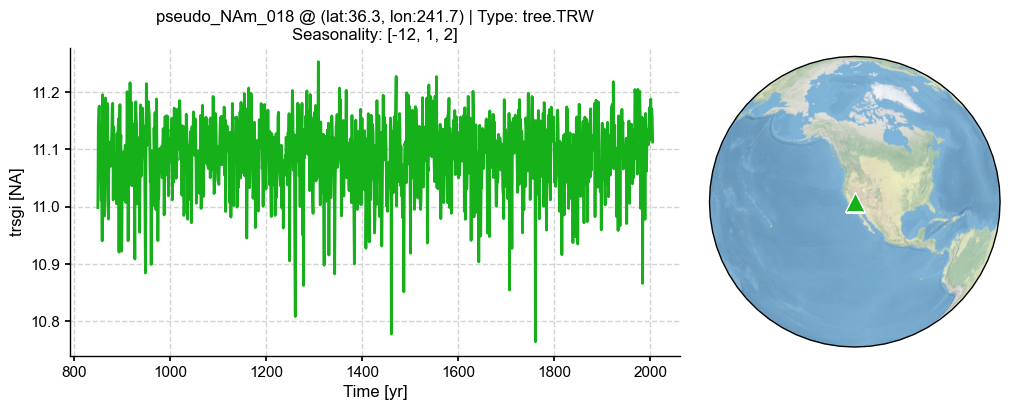 pseudo_NAm_018 @ (lat:36.3, lon:241.7) | Type: tree.TRW
Seasonality: [-12, 1, 2]
trsgi [NA]
11.2
11.1
11.0
10.9
10.8
800 1000 1200 1400 1600 1800 2000
Time [yr]